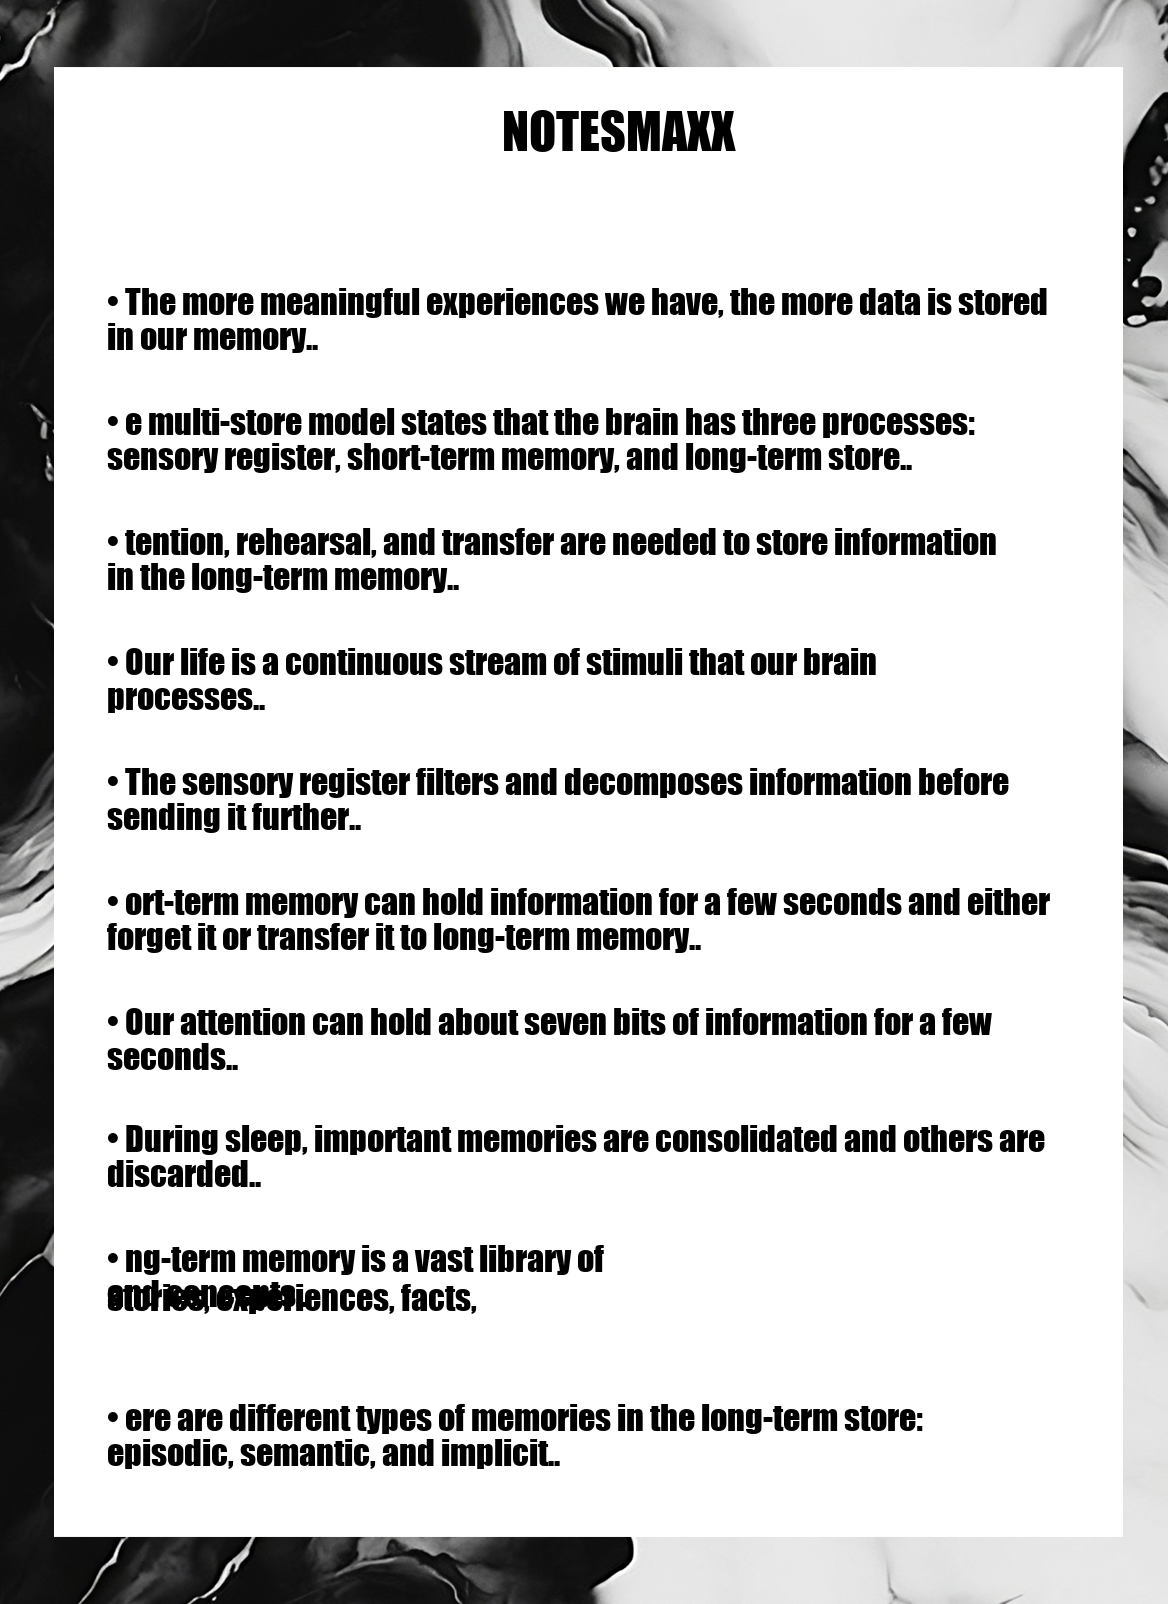 NOTESMAXX
• The more meaningful experiences we have, the more data is stored
in our memory..
• e multi-store model states that the brain has three processes:
sensory register, short-term memory, and long-term store..
• tention, rehearsal, and transfer are needed to store information
in the long-term memory..
• Our life is a continuous stream of stimuli that our brain
processes..
• The sensory register filters and decomposes information before
sending it further..
• ort-term memory can hold information for a few seconds and either
forget it or transfer it to long-term memory..
• Our attention can hold about seven bits of information for a few
seconds..
• During sleep, important memories are consolidated and others are
discarded..
• ng-term memory is a vast library of
stories, experiences, facts,
and concepts..
• ere are different types of memories in the long-term store:
episodic, semantic, and implicit..